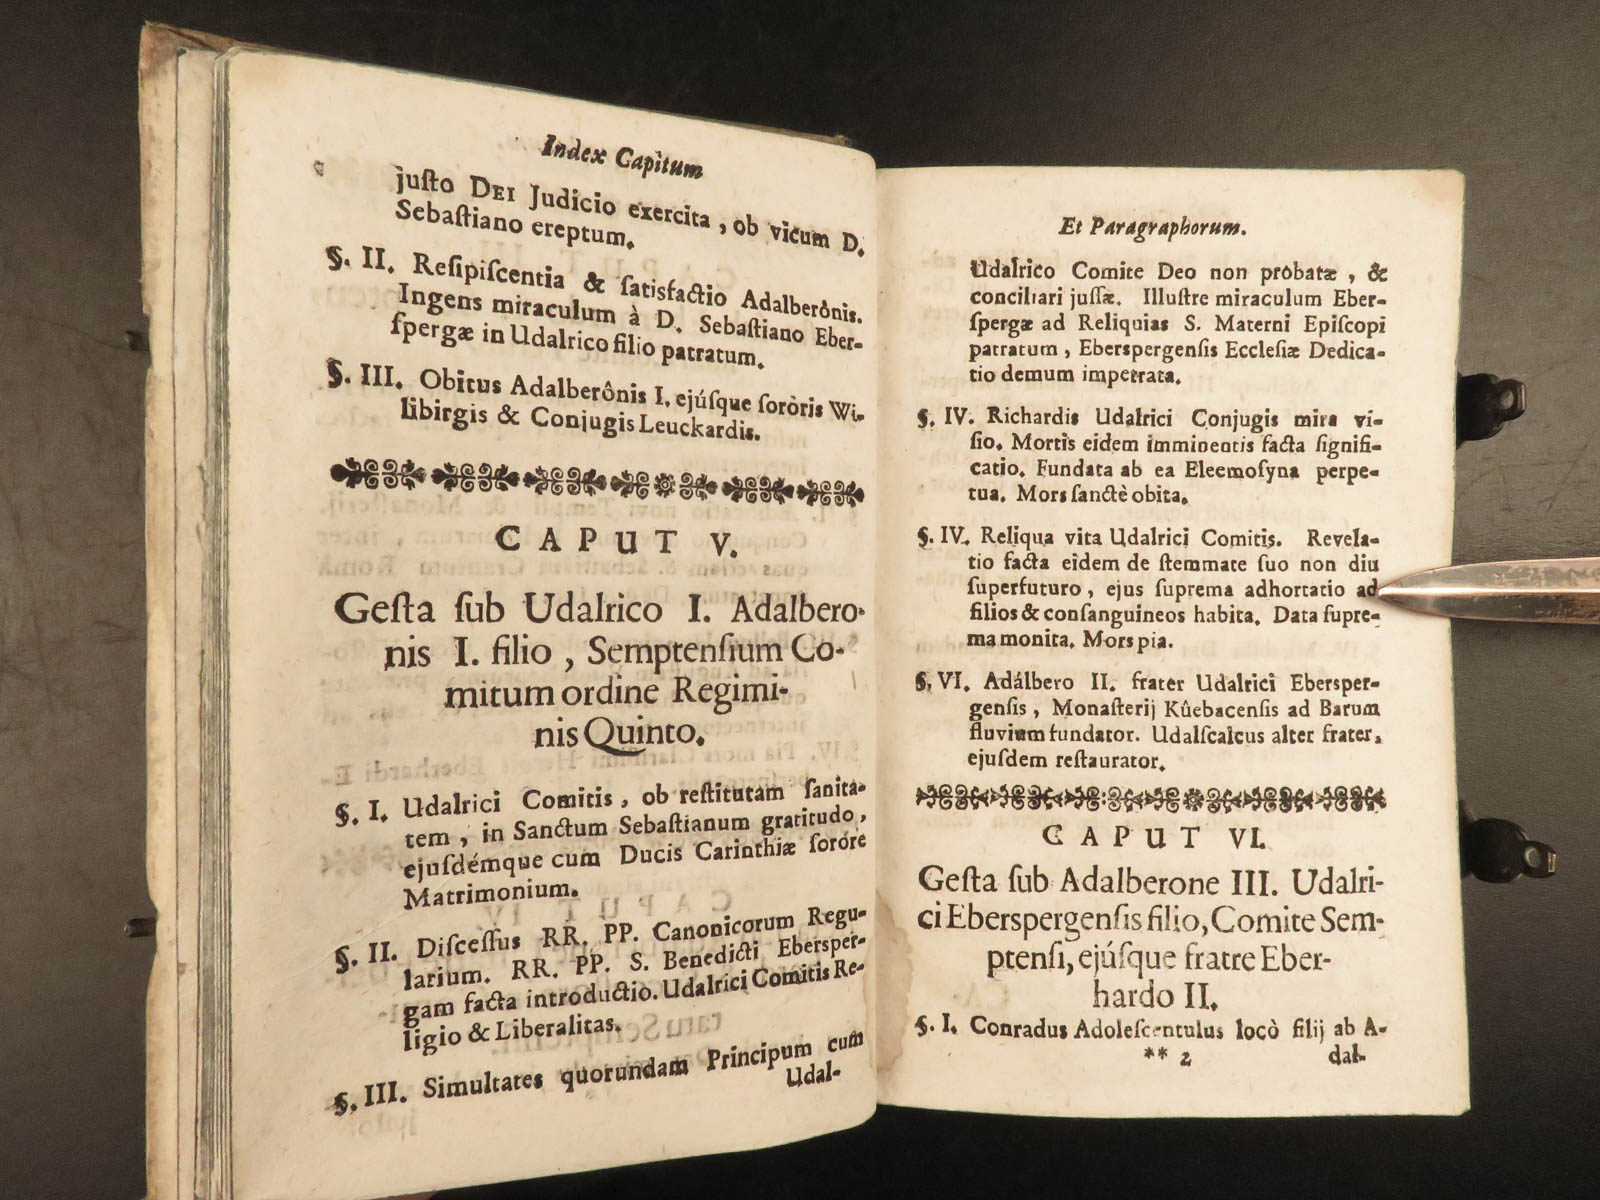 Index Capitum
juſto DEI Judicio exercita, ob vicum D.
Sebaſtiano ereptum.
§. II. Reſipiſcentia & ſatisfactio Adalberônis.
Ingens miraculum à D. Sebaſtiano Eber-
ſpergæ in Udalrico filio patratum.
§. III. Obitus Adalberônis I. ejúſque ſoròris Wi-
libirgis & Conjugis Leuckardis.
CAPUT V.
Geſta ſub Udalrico I. Adalbero-
nis I. filio, Semptenſium Co-
mitum ordine Regimi-
nis Quinto.
§. I. Udalrici Comitis, ob reſtitutam ſanita-
tem, in Sanctum Sebaſtianum gratitudo,
ejuſdémque cum Ducis Carinthiæ ſoròre
Matrimonium.
§. II. Diſceſſus RR. PP. Canonicorum Regu-
larium. RR. PP. S. Benedicti Eberſper-
gam facta introductio. Udalrici Comitis Re-
ligio & Liberalitas.
§. III. Simultates quorundam Principum cum
Udal-
Et Paragraphorum.
Udalrico Comite Deo non probatæ, &
conciliari juſſæ. Illuſtre miraculum Eber-
ſpergæ ad Reliquias S. Materni Epiſcopi
patratum, Eberspergenſis Eccleſiæ Dedica-
tio demum impetrata.
§. IV. Richardis Udalrici Conjugis mira vi-
ſio. Mortis eidem imminentis facta ſignifi-
catio. Fundata ab ea Eleemoſyna perpe-
tua. Mors ſanctè obita.
§. IV. Reliqua vita Udalrici Comitis. Revela-
tio facta eidem de ſtemmate ſuo non diu
ſuperfuturo, ejus ſuprema adhortatio ad
filios & conſanguineos habita. Data ſupre-
ma monita. Mors pia.
§. VI. Adálbero II. frater Udalrici Eberſper-
genſis, Monaſterij Kûebacenſis ad Barum
fluvium fundator. Udalſcalcus alter frater,
ejuſdem reſtaurator.
CAPUT VI.
Geſta ſub Adalberone III. Udalri-
ci Eberspergenſis filio, Comite Sem-
ptenſi, ejúſque fratre Eber-
hardo II.
§. I. Conradus Adoleſcentulus locò filij ab A-
** 2 dal-